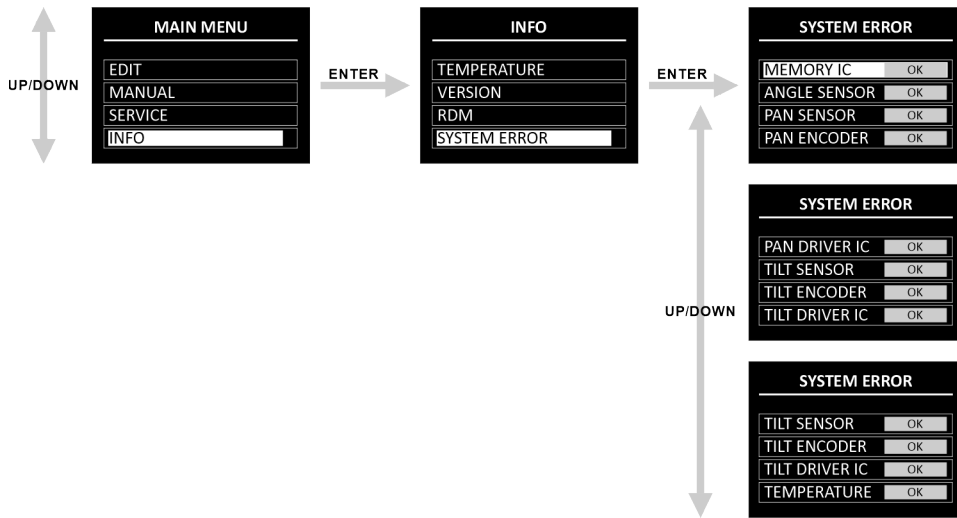 UP/DOWN
MAIN MENU
EDIT
MANUAL
SERVICE
INFO
ENTER
INFO
TEMPERATURE
VERSION
RDM
SYSTEM ERROR
ENTER
UP/DOWN
SYSTEM ERROR
MEMORY IC OK
ANGLE SENSOR OK
PAN SENSOR OK
PAN ENCODER OK
SYSTEM ERROR
PAN DRIVER IC OK
TILT SENSOR OK
TILT ENCODER OK
TILT DRIVER IC OK
SYSTEM ERROR
TILT SENSOR OK
TILT ENCODER OK
TILT DRIVER IC OK
TEMPERATURE OK